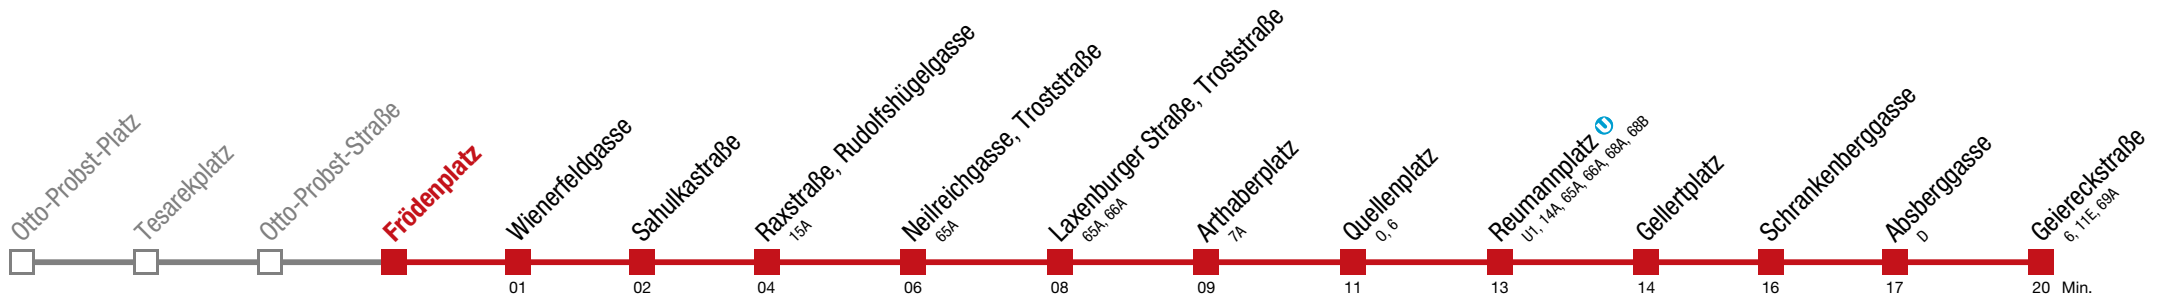 Otto-Probst-Platz
Tesarekplatz
Otto-Probst-Straße
Frödenplatz
Wienerfeldgasse
Sahulkastraße
Raxstraße, Rudolfshügelgasse
15A
Neilreichgasse, Troststraße
65A
Laxenburger Straße, Troststraße
65A, 66A
Arthaberplatz
7A
Quellenplatz
O, 6
Reumannplatz U
U1, 14A, 65A, 66A, 68A, 68B
Gellertplatz
Schrankenberggasse
Absberggasse
D
Geiereckstraße
6, 11E, 69A
01 02 04 06 08 09 11 13 14 16 17 20 Min.